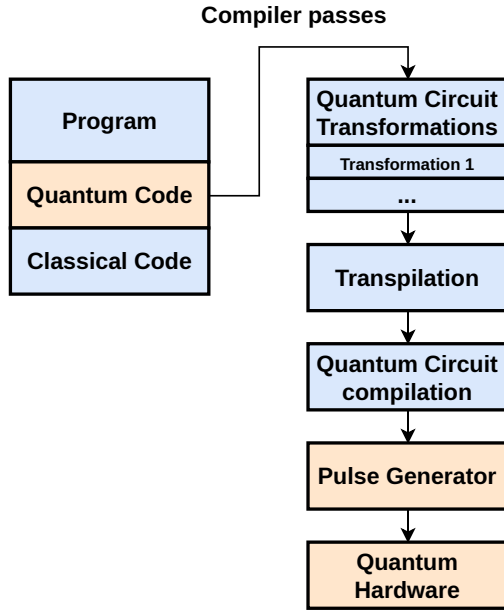 Compiler passes
Program
Quantum Code
Classical Code
Quantum Circuit
Transformations
Transformation 1
...
Transpilation
Quantum Circuit
compilation
Pulse Generator
Quantum
Hardware